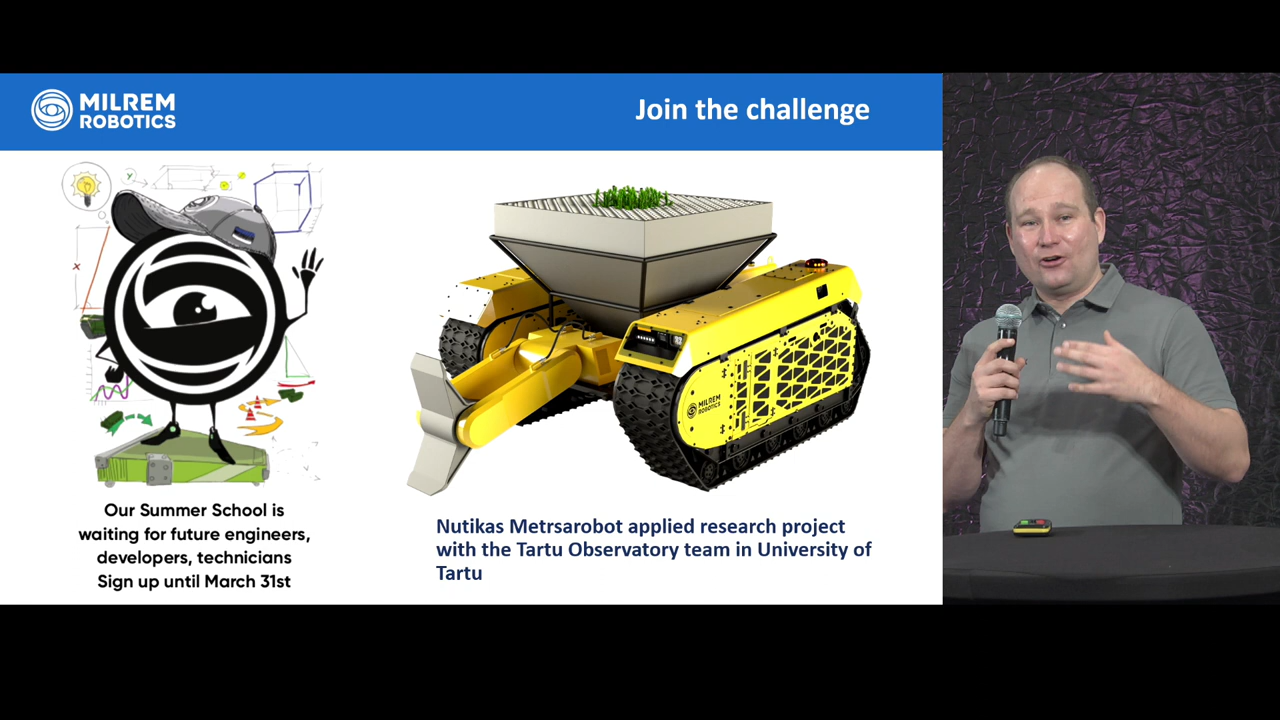 MILREM
ROBOTICS
Join the challenge
MILREM
ROBOTICS
Our Summer School is
waiting for future engineers,
developers, technicians
Sign up until March 31st
Nutikas Metrsarobot applied research project
with the Tartu Observatory team in University of
Tartu